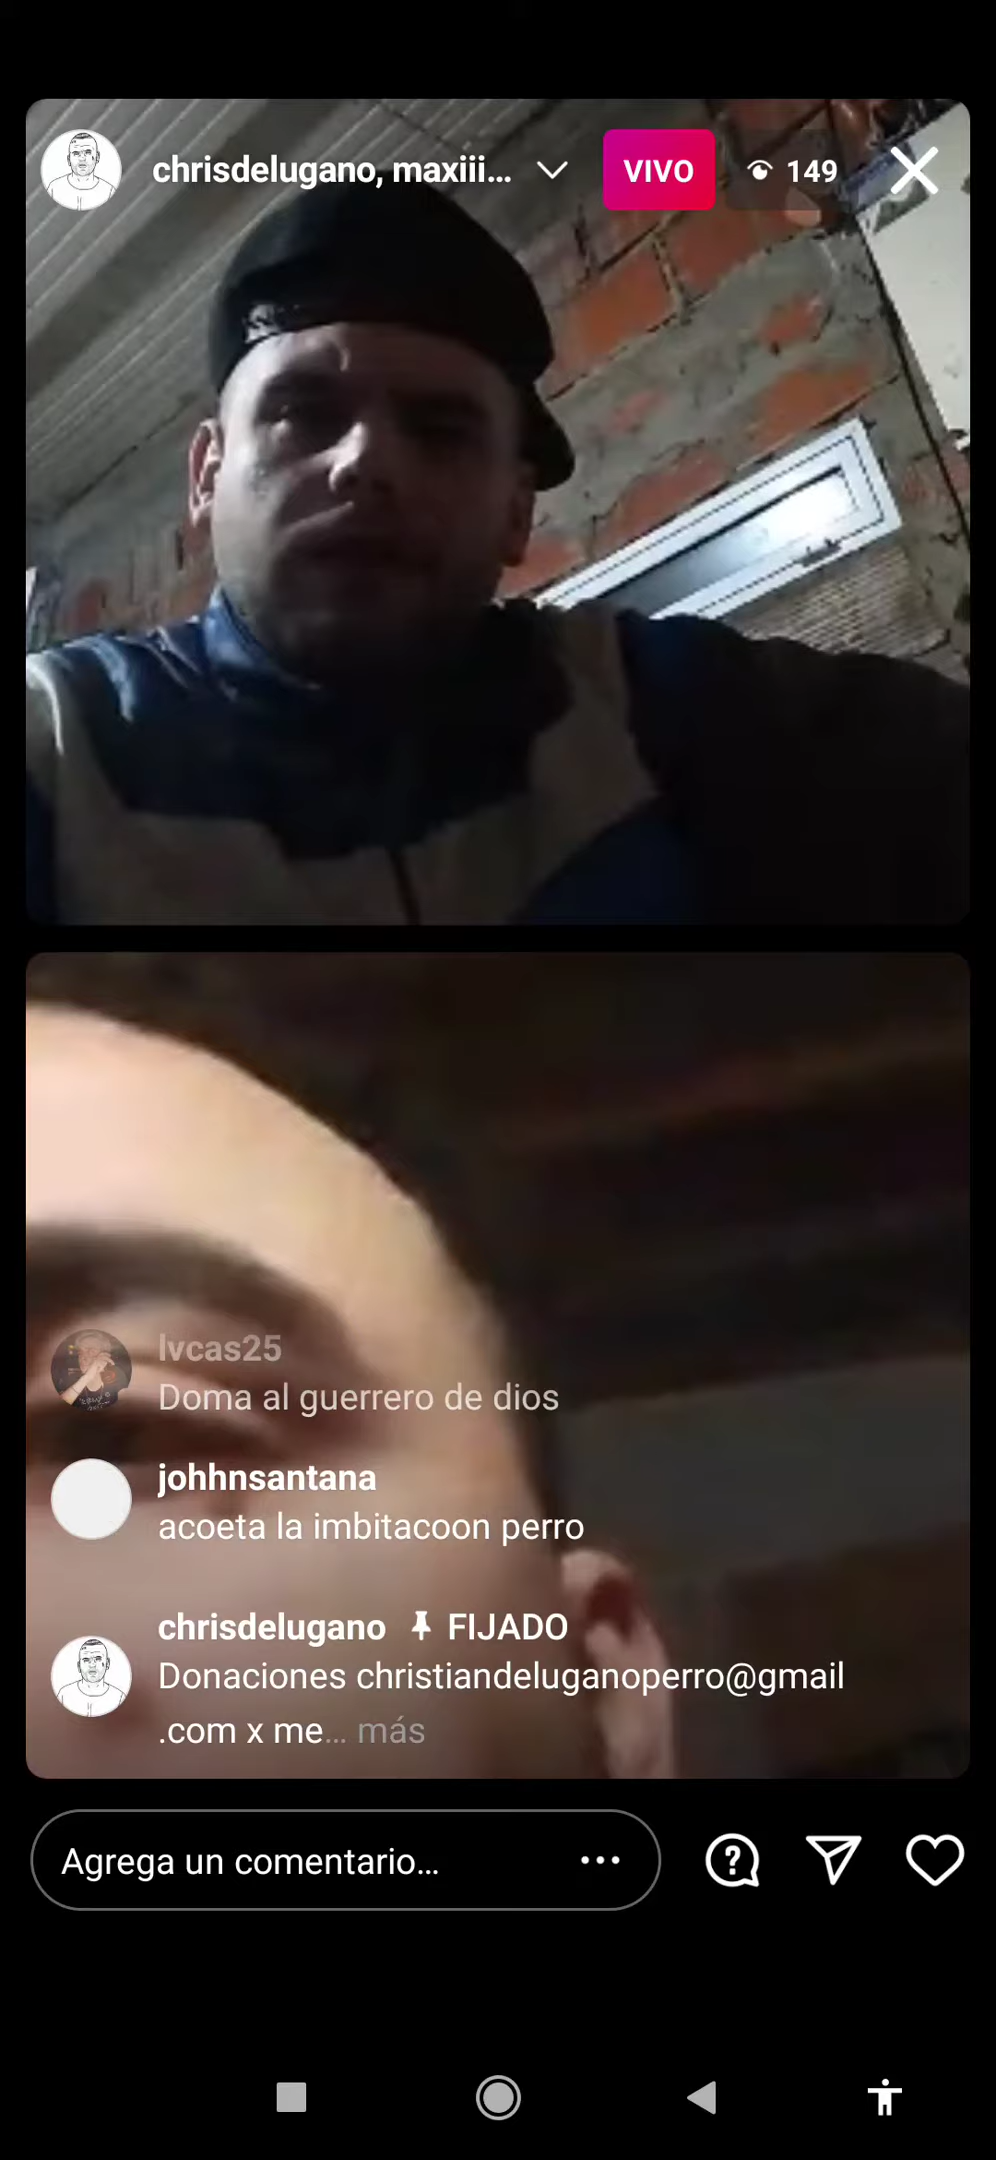 chrisdelugano, maxiii...
VIVO
149
lvcas25
Doma al guerrero de dios
johhnsantana
acoeta la imbitacoon perro
chrisdelugano FIJADO
Donaciones christiandeluganoperro@gmail
.com x me... más
Agrega un comentario...